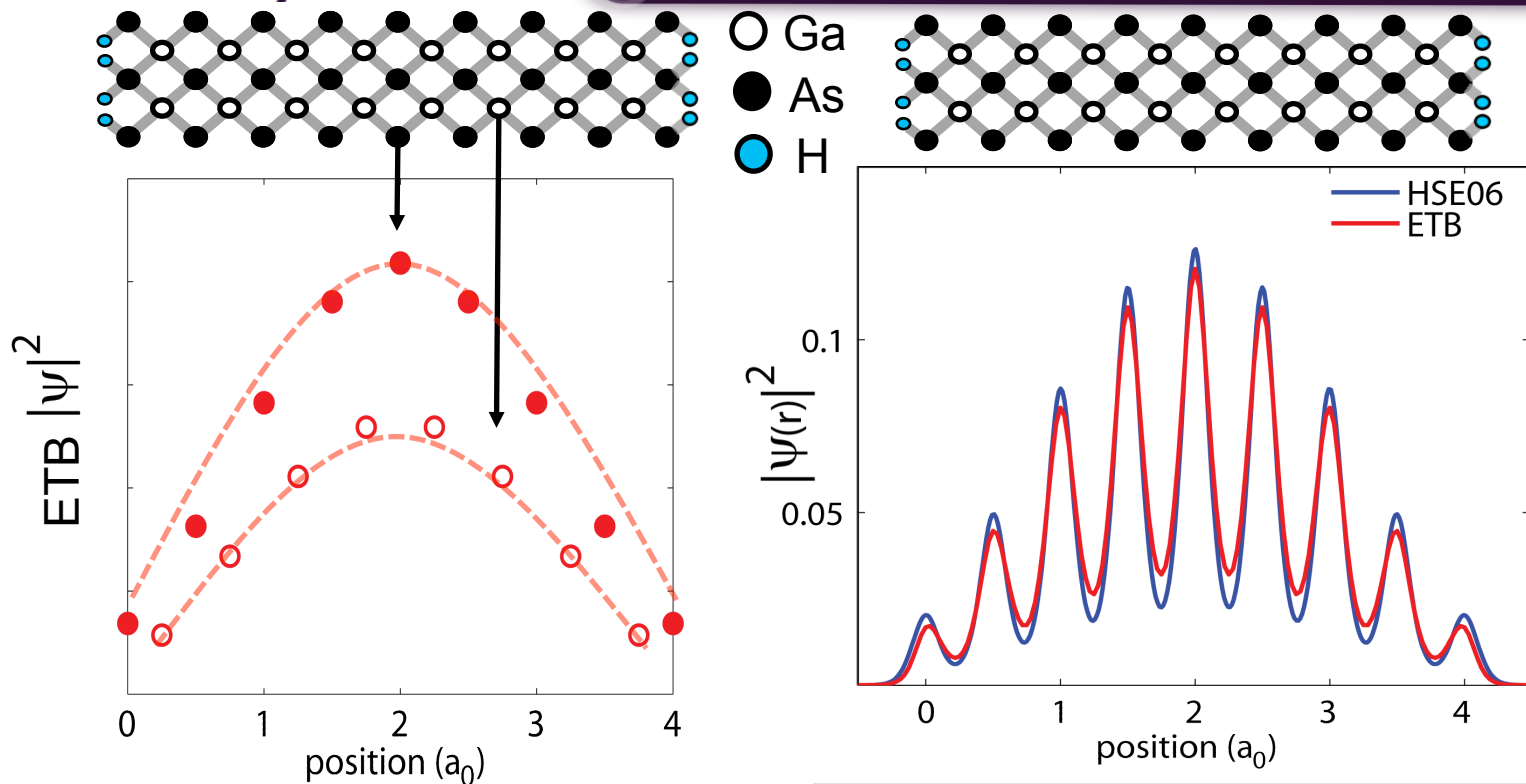 Ga
As
H
ETB |ψ|²
0
1
2
3
4
position (a₀)
HSE06
ETB
|ψ(r)|²
0.1
0.05
0
1
2
3
4
position (a₀)